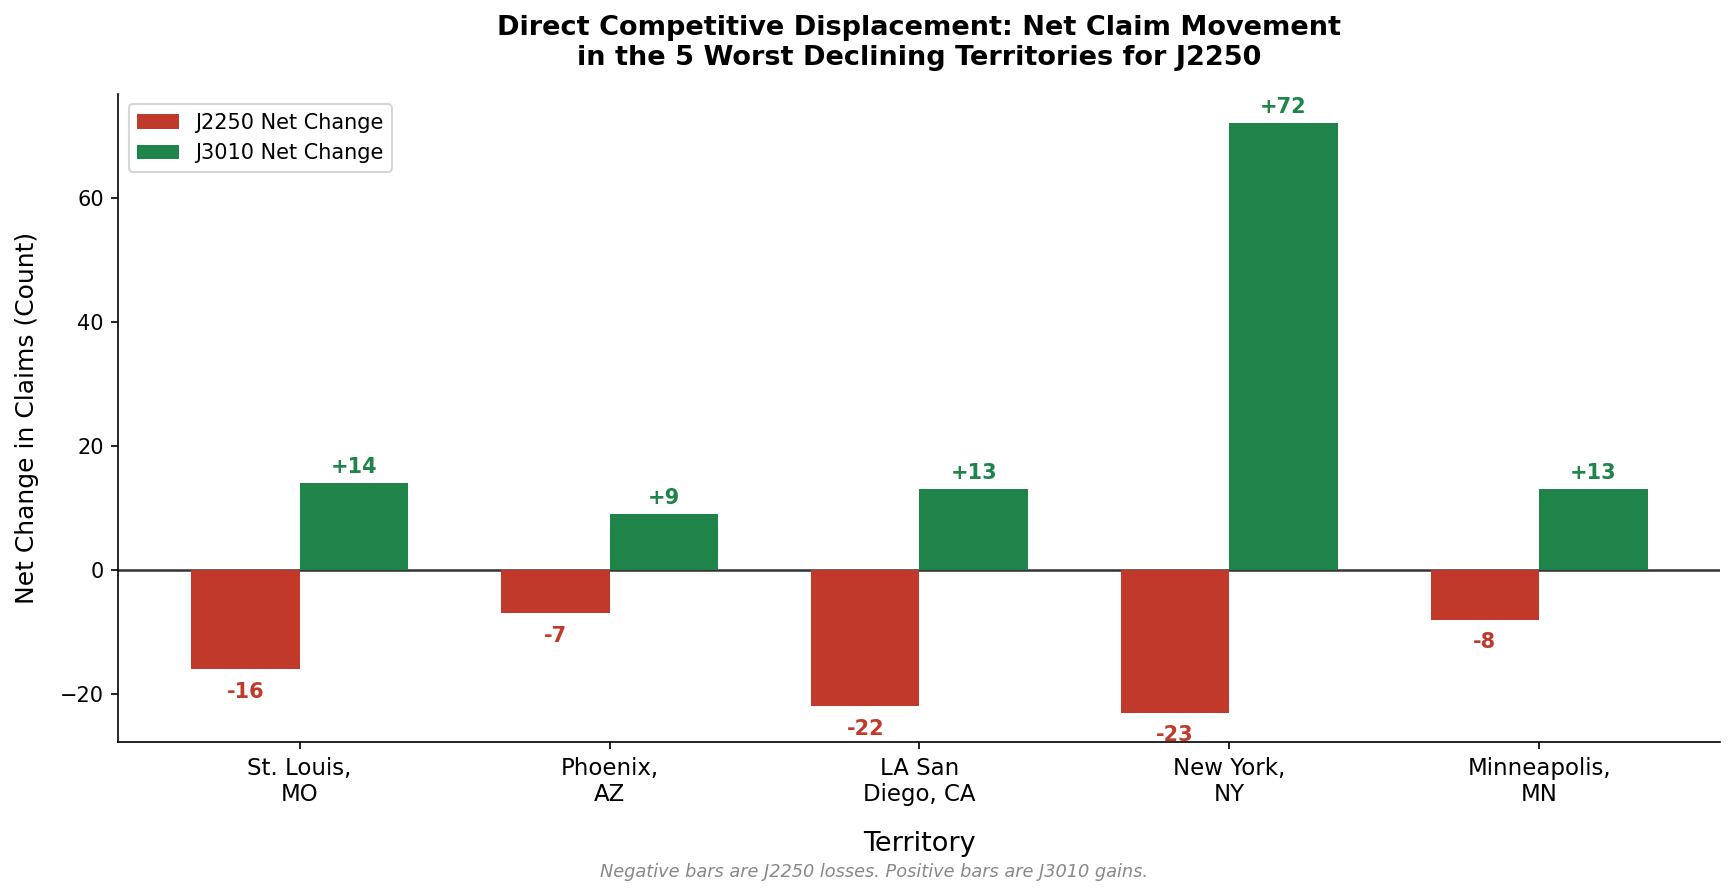 Direct Competitive Displacement: Net Claim Movement
in the 5 Worst Declining Territories for J2250
J2250 Net Change
J3010 Net Change
Net Change in Claims (Count)
60
40
20
0
−20
+72
+14
+9
+13
+13
-16
-7
-22
-23
-8
St. Louis,
MO
Phoenix,
AZ
LA San
Diego, CA
New York,
NY
Minneapolis,
MN
Territory
Negative bars are J2250 losses. Positive bars are J3010 gains.